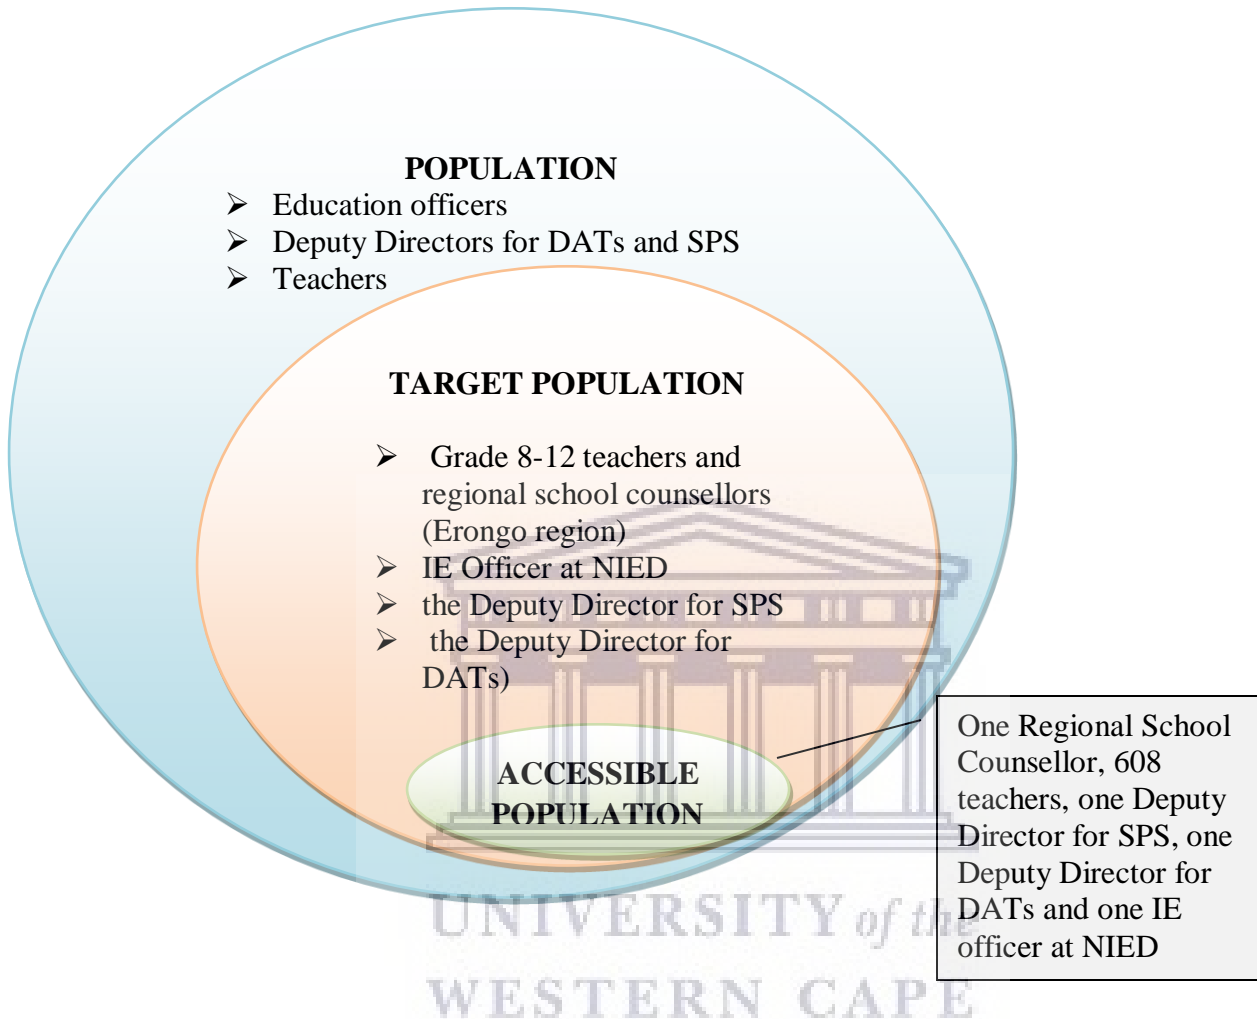 POPULATION
➢ Education officers
➢ Deputy Directors for DATs and SPS
➢ Teachers
TARGET POPULATION
➢ Grade 8-12 teachers and
regional school counsellors
(Erongo region)
➢ IE Officer at NIED
➢ the Deputy Director for SPS
➢ the Deputy Director for
DATs)
ACCESSIBLE
POPULATION
One Regional School
Counsellor, 608
teachers, one Deputy
Director for SPS, one
Deputy Director for
DATs and one IE
officer at NIED
UNIVERSITY of the
WESTERN CAPE